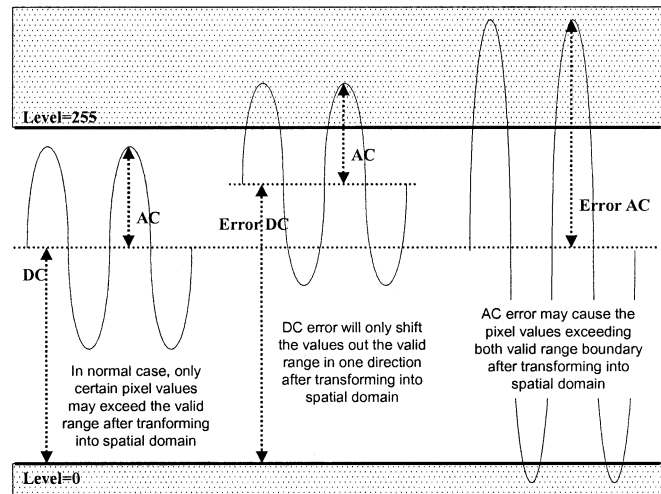 Level=255
AC
DC
In normal case, only
certain pixel values
may exceed the valid
range after tranforming
into spatial domain
AC
Error DC
DC error will only shift
the values out the valid
range in one direction
after transforming into
spatial domain
Error AC
AC error may cause the
pixel values exceeding
both valid range boundary
after transforming into
spatial domain
Level=0